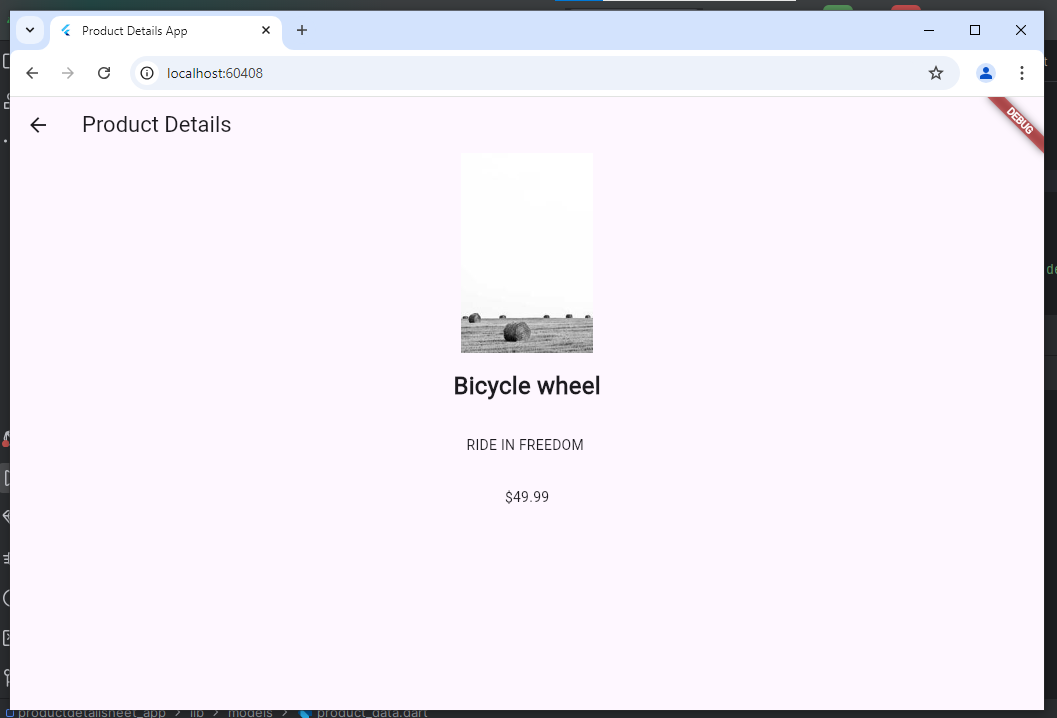 Product Details App
localhost:60408
Product Details
DEBUG
Bicycle wheel
RIDE IN FREEDOM
$49.99
productdetailsheet_app > lib > models > product_data.dart